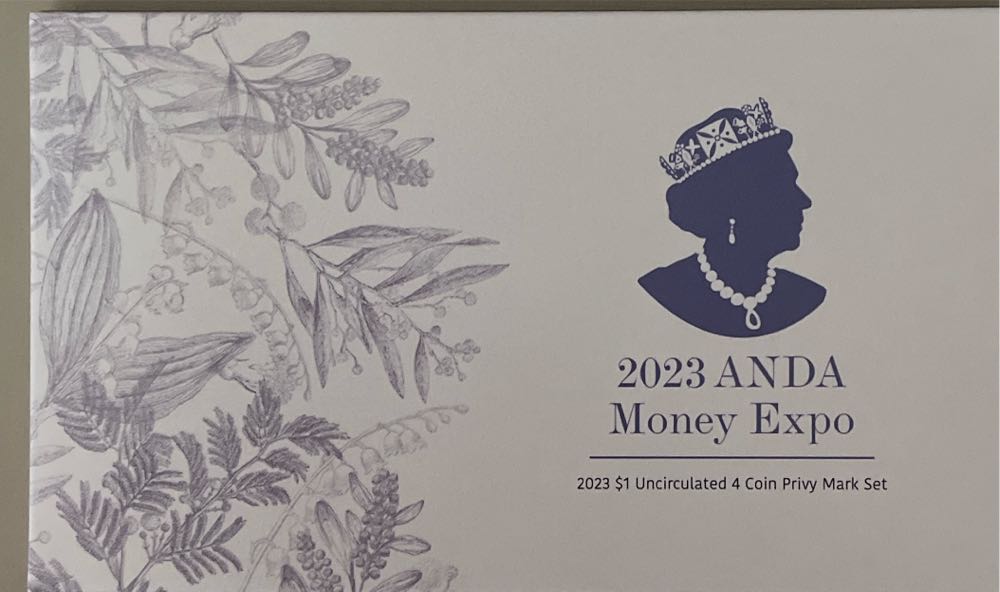 2023 ANDA
Money Expo
2023 $1 Uncirculated 4 Coin Privy Mark Set